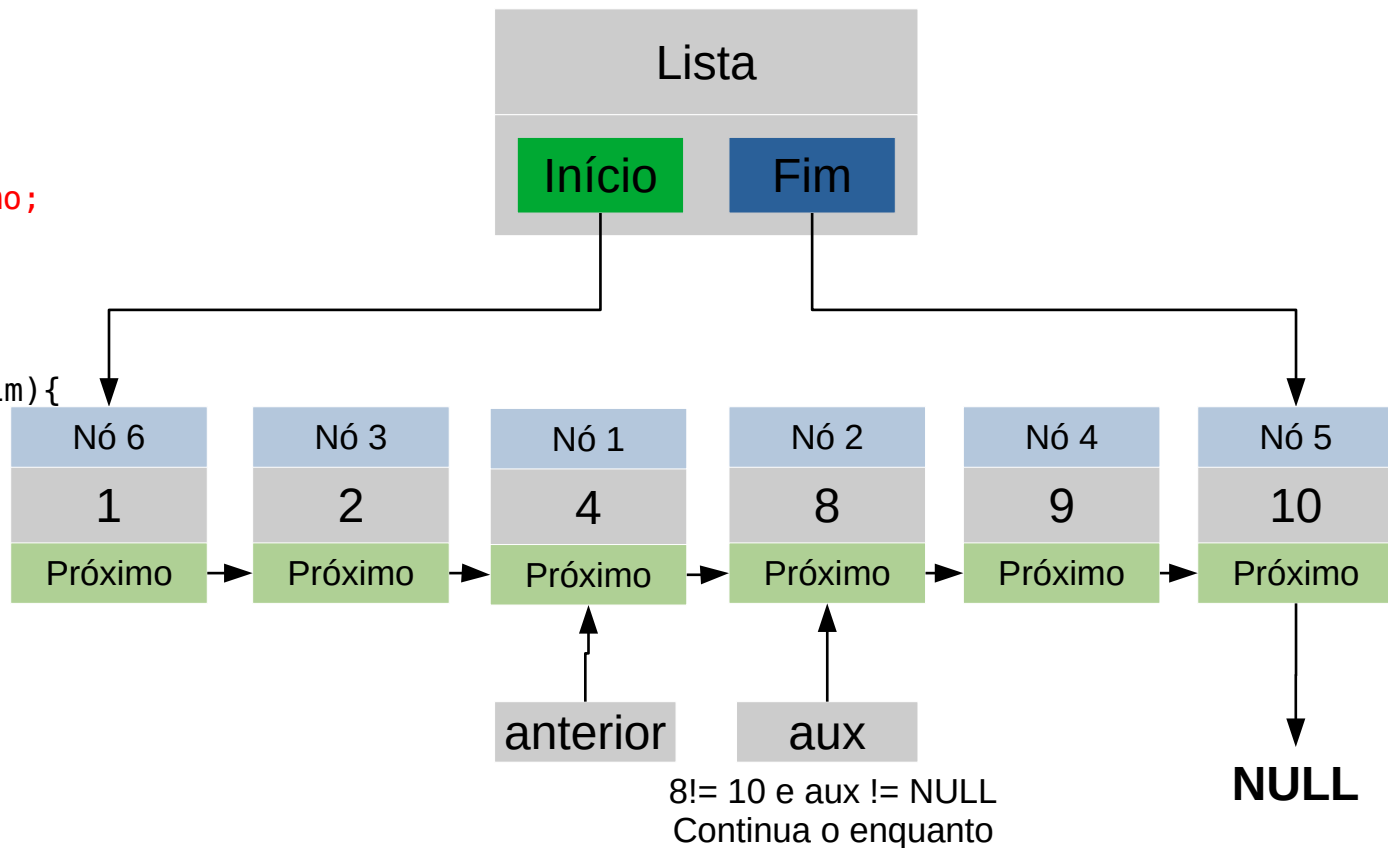 Lista
Início Fim
o;
m){
Nó 6 Nó 3 Nó 1 Nó 2 Nó 4 Nó 5
1 2 4 8 9 10
Próximo Próximo Próximo Próximo Próximo Próximo
anterior aux
8!= 10 e aux != NULL
Continua o enquanto
NULL